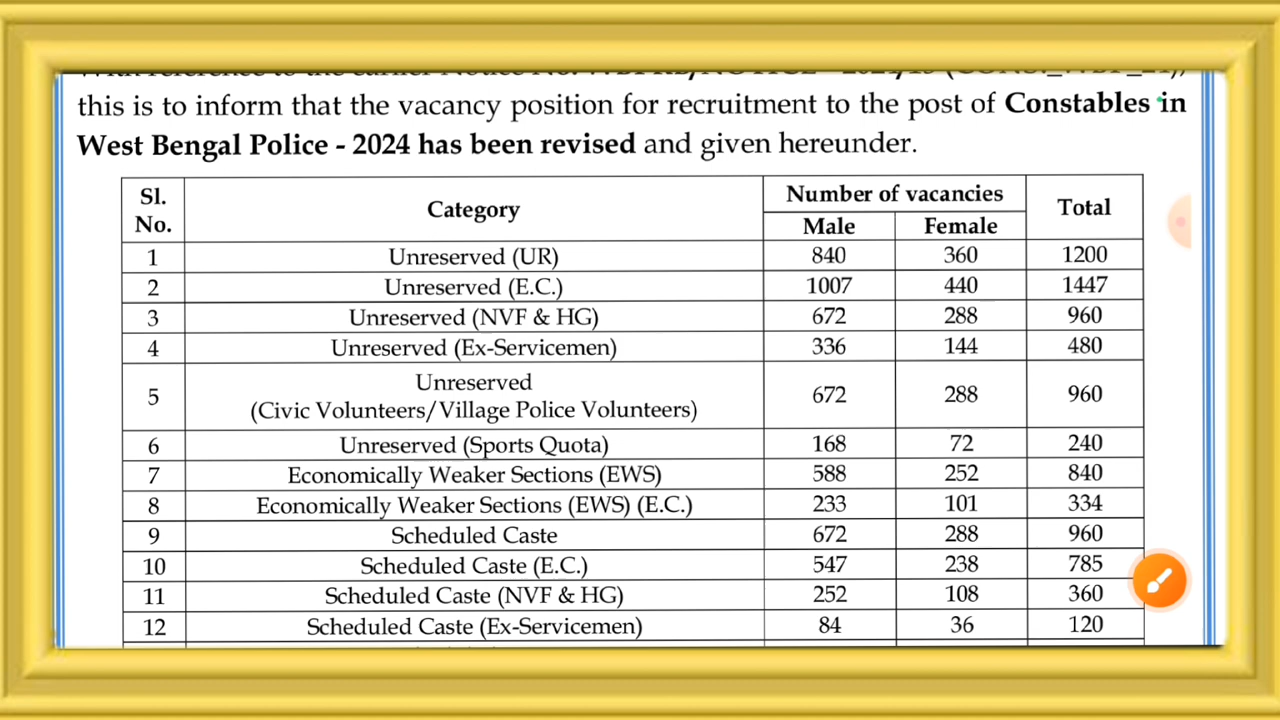 this is to inform that the vacancy position for recruitment to the post of Constables in
West Bengal Police - 2024 has been revised and given hereunder.
Sl. No. Category Number of vacancies Total
Male Female
1 Unreserved (UR) 840 360 1200
2 Unreserved (E.C.) 1007 440 1447
3 Unreserved (NVF & HG) 672 288 960
4 Unreserved (Ex-Servicemen) 336 144 480
5 Unreserved (Civic Volunteers/Village Police Volunteers) 672 288 960
6 Unreserved (Sports Quota) 168 72 240
7 Economically Weaker Sections (EWS) 588 252 840
8 Economically Weaker Sections (EWS) (E.C.) 233 101 334
9 Scheduled Caste 672 288 960
10 Scheduled Caste (E.C.) 547 238 785
11 Scheduled Caste (NVF & HG) 252 108 360
12 Scheduled Caste (Ex-Servicemen) 84 36 120